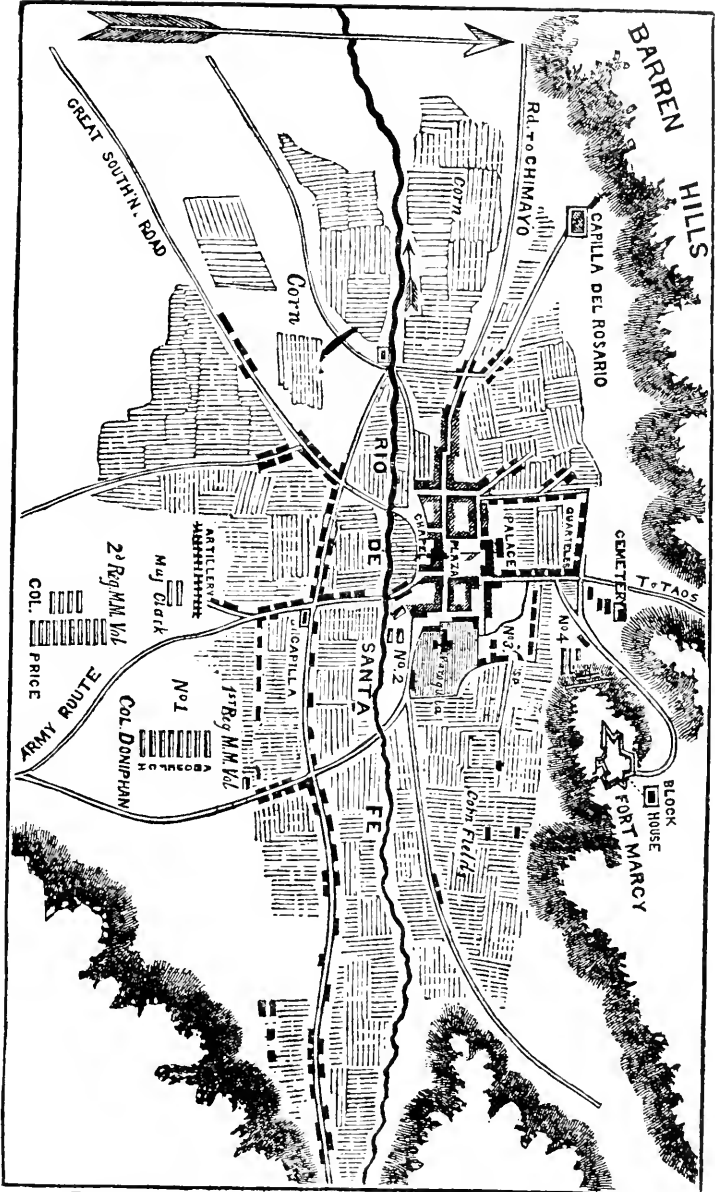 BARREN HILLS
Rd. TO CHIMAYO
CAPILLA DEL ROSARIO
GREAT SOUTH'N. ROAD
Corn
Corn
RIO DE SANTA FE
QUARTELES
PALACE
PLAZA
CHAPEL
CEMETERY
To TAOS
No. 4
No. 3
No. 2
BLOCK HOUSE
FORT MARCY
Corn Fields
ARTILLERY
Maj Clark
2d Reg M.M. Vol
COL. PRICE
ARMY ROUTE
1st Reg M.M. Vol
No 1
COL. DONIPHAN